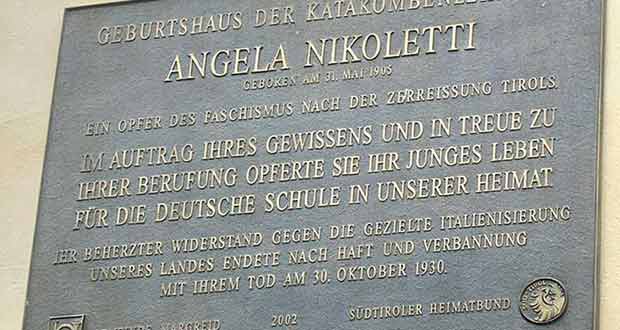 GEBURTSHAUS DER
ANGELA NIKOLETTI
GEBOREN AM 31. MAI 1905
EIN OPFER DES FASCHISMUS NACH DER ZERREISSUNG TIROLS.
IM AUFTRAG IHRES GEWISSENS UND IN TREUE ZU
IHRER BERUFUNG OPFERTE SIE IHR JUNGES LEBEN
FÜR DIE DEUTSCHE SCHULE IN UNSERER HEIMAT
IHR BEHERZTER WIDERSTAND GEGEN DIE GEZIELTE ITALIENISIERUNG
UNSERES LANDES ENDETE NACH HAFT UND VERBANNUNG
MIT IHREM TOD AM 30. OKTOBER 1930.
MARGREID 2002 SÜDTIROLER HEIMATBUND